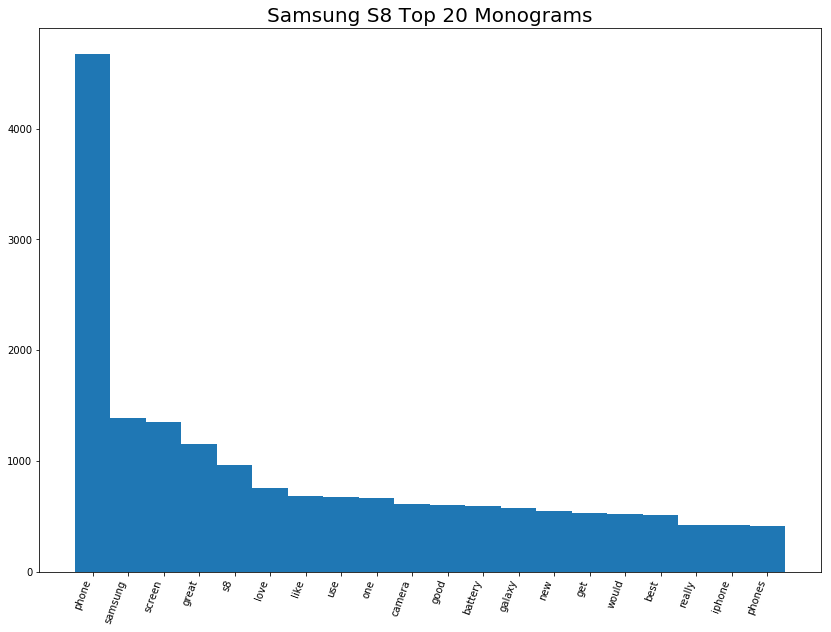 Samsung S8 Top 20 Monograms
4000
3000
2000
1000
0
phone
samsung
screen
great
s8
love
like
use
one
camera
good
battery
galaxy
new
get
would
best
really
iphone
phones